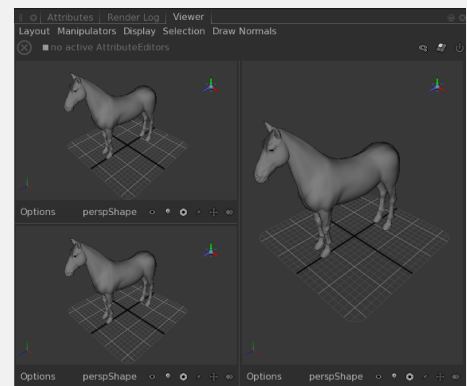 Attributes Render Log Viewer
Layout Manipulators Display Selection Draw Normals
no active AttributeEditors
Options perspShape
Options perspShape
Options perspShape